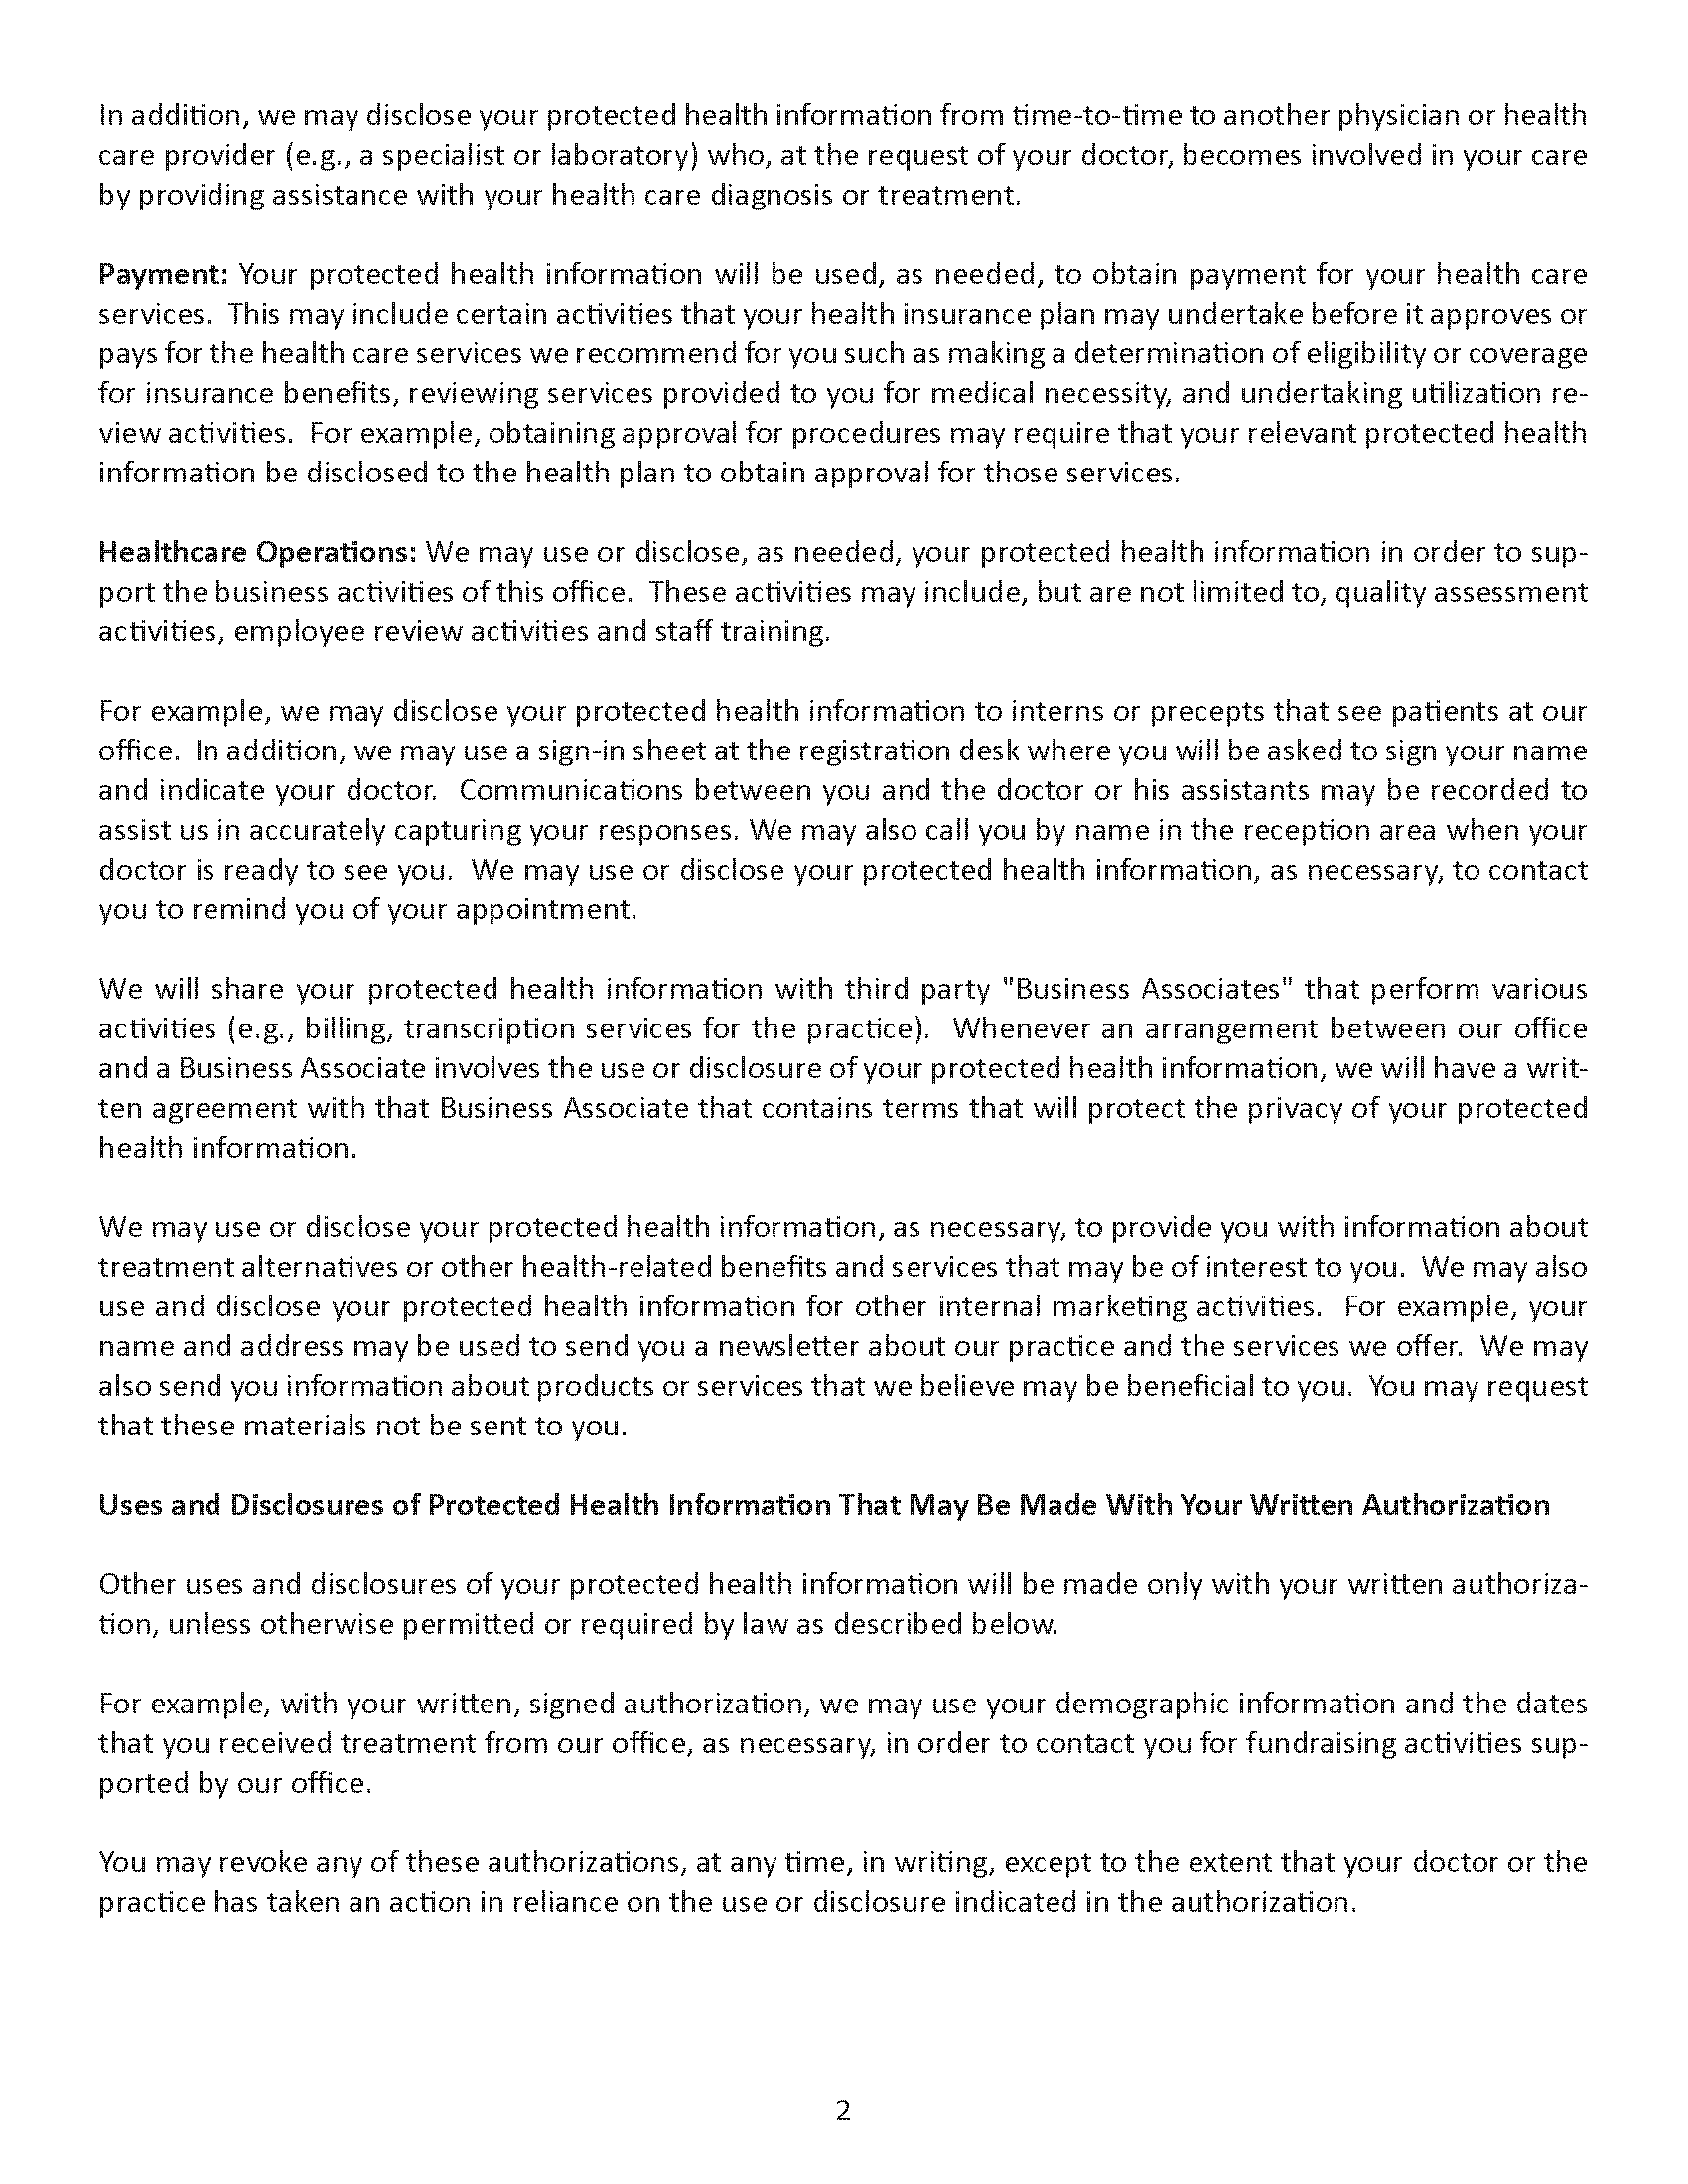 In addition, we may disclose your protected health information from time-to-time to another physician or health
care provider (e.g., a specialist or laboratory) who, at the request of your doctor, becomes involved in your care
by providing assistance with your health care diagnosis or treatment.
Payment: Your protected health information will be used, as needed, to obtain payment for your health care
services. This may include certain activities that your health insurance plan may undertake before it approves or
pays for the health care services we recommend for you such as making a determination of eligibility or coverage
for insurance benefits, reviewing services provided to you for medical necessity, and undertaking utilization re-
view activities. For example, obtaining approval for procedures may require that your relevant protected health
information be disclosed to the health plan to obtain approval for those services.
Healthcare Operations: We may use or disclose, as needed, your protected health information in order to sup-
port the business activities of this office. These activities may include, but are not limited to, quality assessment
activities, employee review activities and staff training.
For example, we may disclose your protected health information to interns or precepts that see patients at our
office. In addition, we may use a sign-in sheet at the registration desk where you will be asked to sign your name
and indicate your doctor. Communications between you and the doctor or his assistants may be recorded to
assist us in accurately capturing your responses. We may also call you by name in the reception area when your
doctor is ready to see you. We may use or disclose your protected health information, as necessary, to contact
you to remind you of your appointment.
We will share your protected health information with third party "Business Associates" that perform various
activities (e.g., billing, transcription services for the practice). Whenever an arrangement between our office
and a Business Associate involves the use or disclosure of your protected health information, we will have a writ-
ten agreement with that Business Associate that contains terms that will protect the privacy of your protected
health information.
We may use or disclose your protected health information, as necessary, to provide you with information about
treatment alternatives or other health-related benefits and services that may be of interest to you. We may also
use and disclose your protected health information for other internal marketing activities. For example, your
name and address may be used to send you a newsletter about our practice and the services we offer. We may
also send you information about products or services that we believe may be beneficial to you. You may request
that these materials not be sent to you.
Uses and Disclosures of Protected Health Information That May Be Made With Your Written Authorization
Other uses and disclosures of your protected health information will be made only with your written authoriza-
tion, unless otherwise permitted or required by law as described below.
For example, with your written, signed authorization, we may use your demographic information and the dates
that you received treatment from our office, as necessary, in order to contact you for fundraising activities sup-
ported by our office.
You may revoke any of these authorizations, at any time, in writing, except to the extent that your doctor or the
practice has taken an action in reliance on the use or disclosure indicated in the authorization.
2